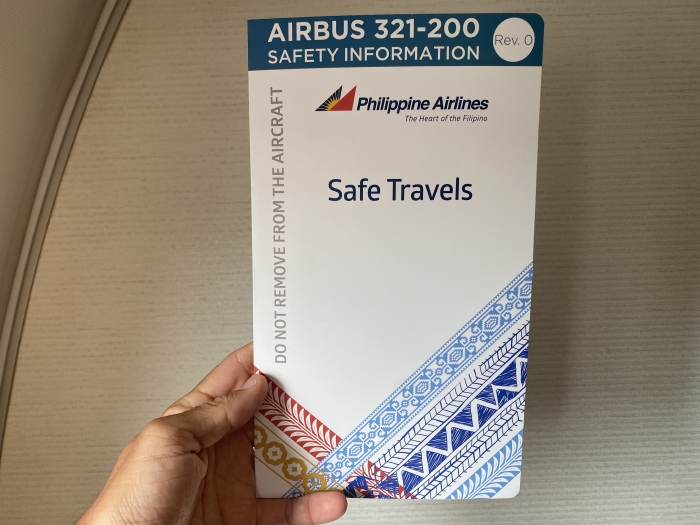 AIRBUS 321-200
SAFETY INFORMATION
Rev. 0
DO NOT REMOVE FROM THE AIRCRAFT
Philippine Airlines
The Heart of the Filipino
Safe Travels